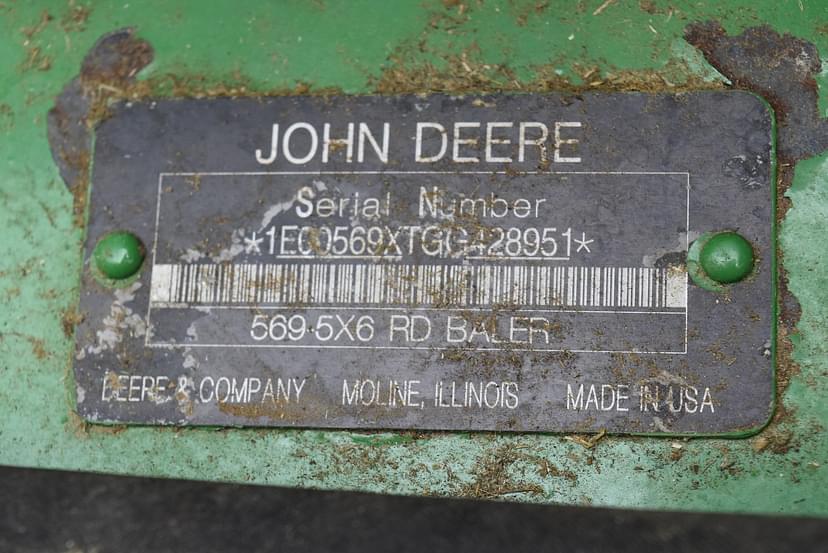 JOHN DEERE
Serial Number
*1E00569XTGG428951*
569 5X6 RD BALER
DEERE & COMPANY MOLINE, ILLINOIS MADE IN USA